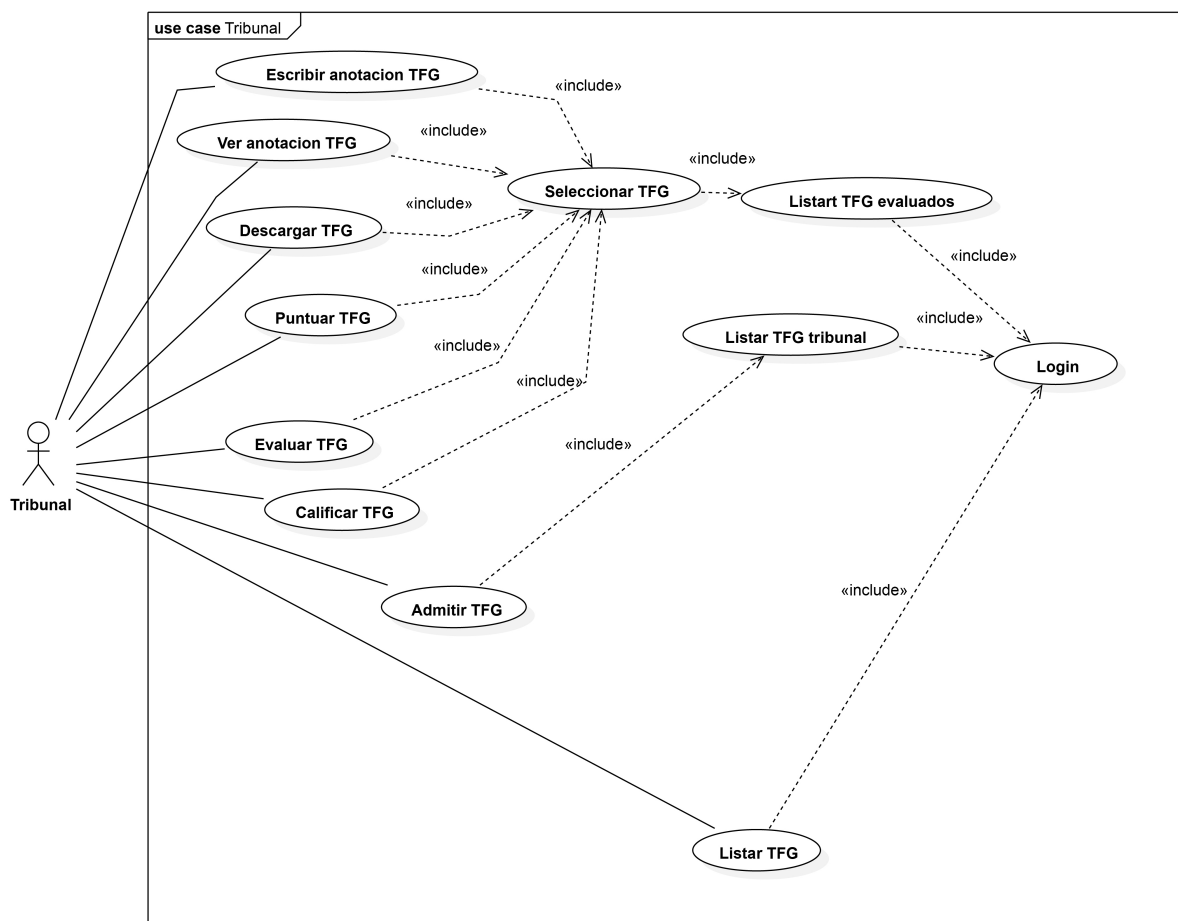 use case Tribunal
Escribir anotacion TFG
«include»
Ver anotacion TFG
«include»
«include»
Seleccionar TFG
Listart TFG evaluados
«include»
Descargar TFG
«include»
«include»
Puntuar TFG
«include»
Listar TFG tribunal
«include»
Login
«include»
Evaluar TFG
«include»
Tribunal
Calificar TFG
Admitir TFG
«include»
Listar TFG